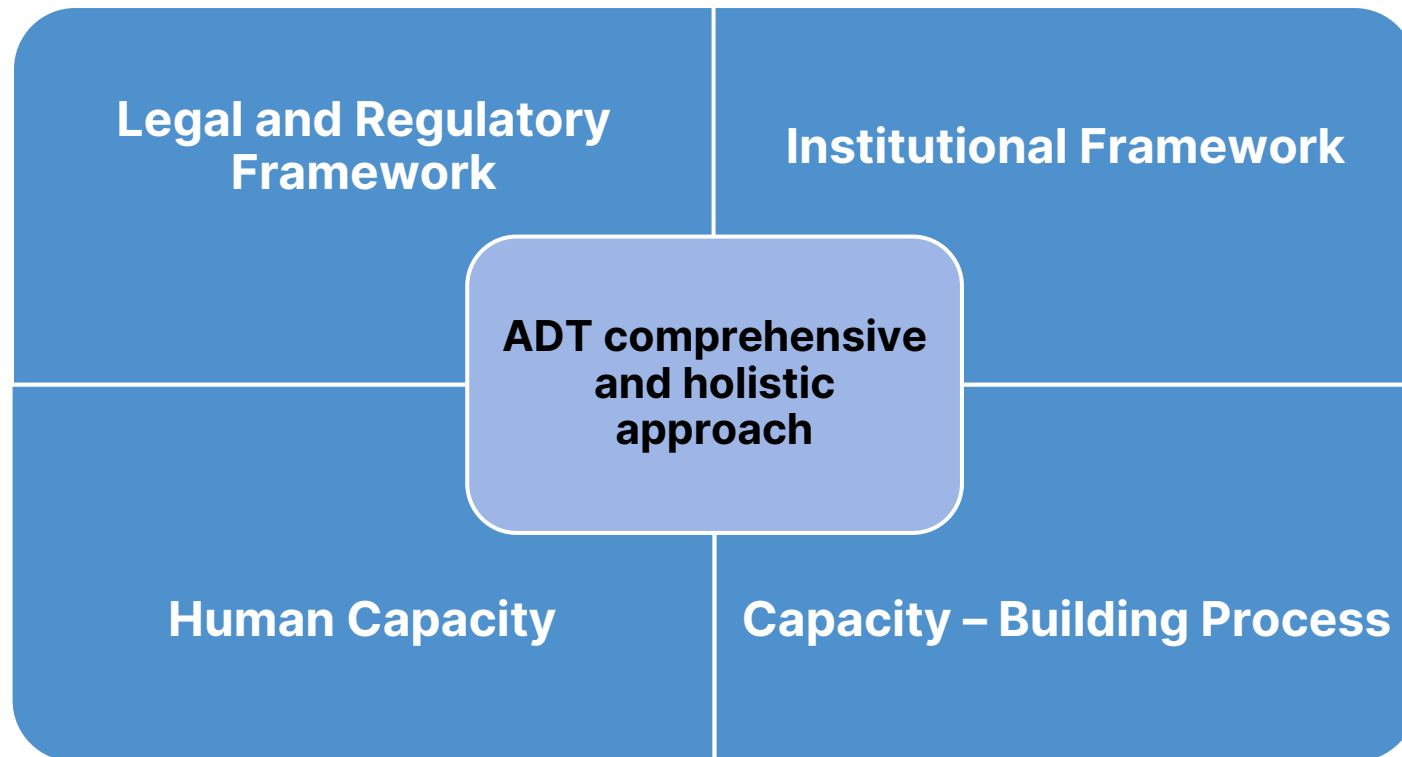 Legal and Regulatory
Framework
Institutional Framework
ADT comprehensive
and holistic
approach
Human Capacity
Capacity – Building Process